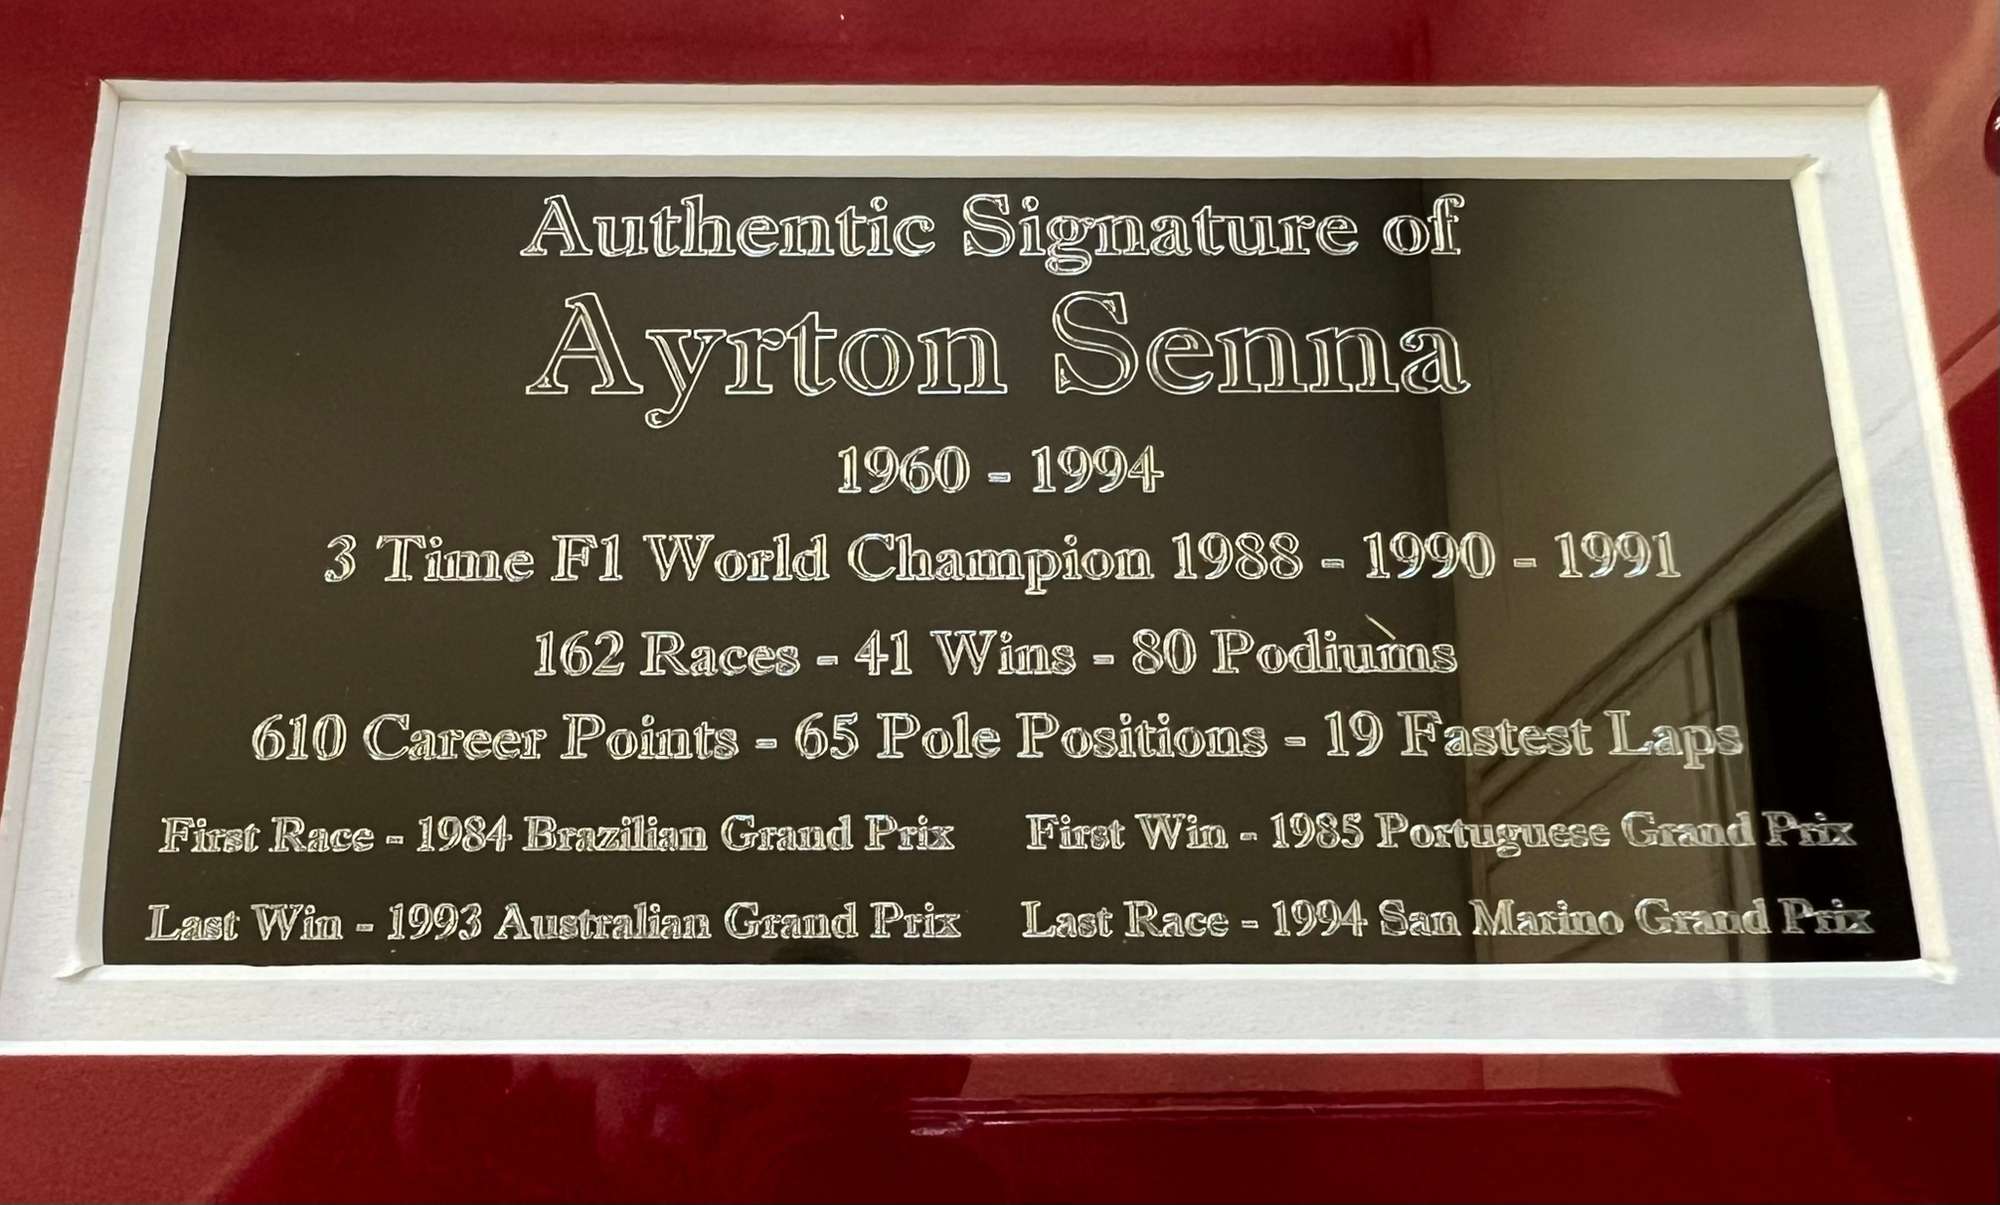 Authentic Signature of
Ayrton Senna
1960 - 1994
3 Time F1 World Champion 1988 - 1990 - 1991
162 Races - 41 Wins - 80 Podiums
610 Career Points - 65 Pole Positions - 19 Fastest Laps
First Race - 1984 Brazilian Grand Prix First Win - 1985 Portuguese Grand Prix
Last Win - 1993 Australian Grand Prix Last Race - 1994 San Marino Grand Prix